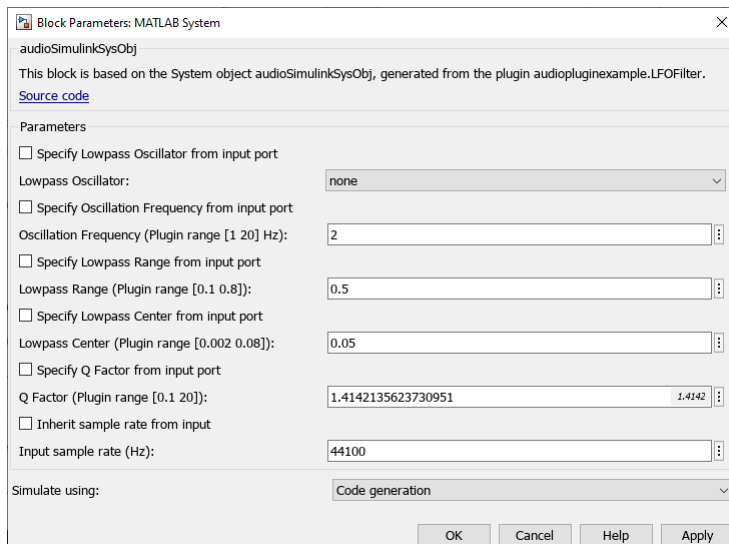 Block Parameters: MATLAB System
audioSimulinkSysObj
This block is based on the System object audioSimulinkSysObj, generated from the plugin audiopluginexample.LFOFilter.
Source code
Parameters
Specify Lowpass Oscillator from input port
Lowpass Oscillator: none
Specify Oscillation Frequency from input port
Oscillation Frequency (Plugin range [1 20] Hz): 2
Specify Lowpass Range from input port
Lowpass Range (Plugin range [0.1 0.8]): 0.5
Specify Lowpass Center from input port
Lowpass Center (Plugin range [0.002 0.08]): 0.05
Specify Q Factor from input port
Q Factor (Plugin range [0.1 20]): 1.4142135623730951 1.4142
Inherit sample rate from input
Input sample rate (Hz): 44100
Simulate using: Code generation
OK Cancel Help Apply